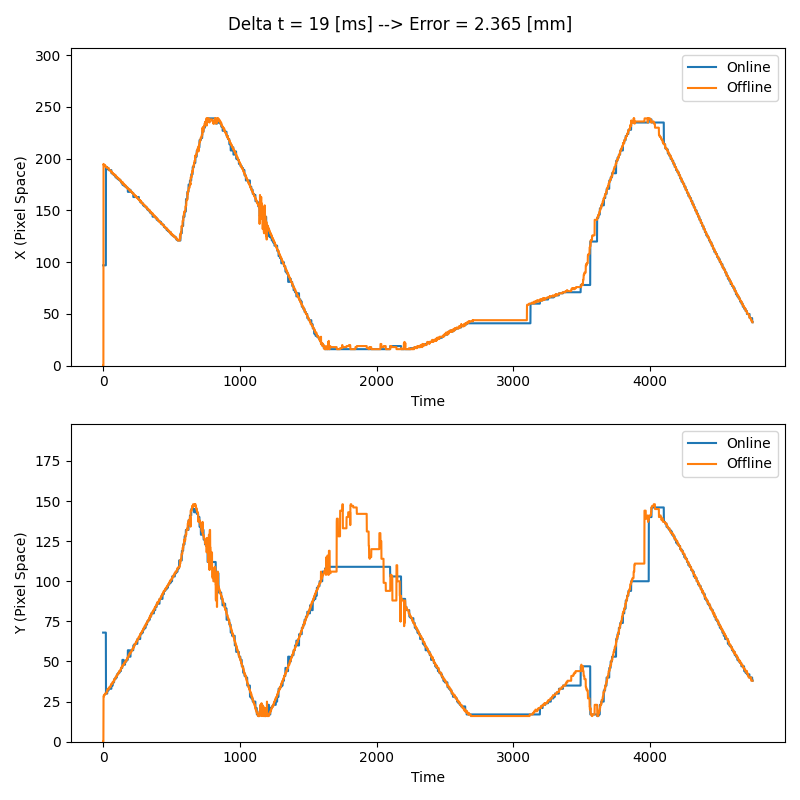 Delta t = 19 [ms] --> Error = 2.365 [mm]
300
250
200
150
100
50
0
X (Pixel Space)
Online
Offline
0 1000 2000 3000 4000
Time
175
150
125
100
75
50
25
0
Y (Pixel Space)
Online
Offline
0 1000 2000 3000 4000
Time